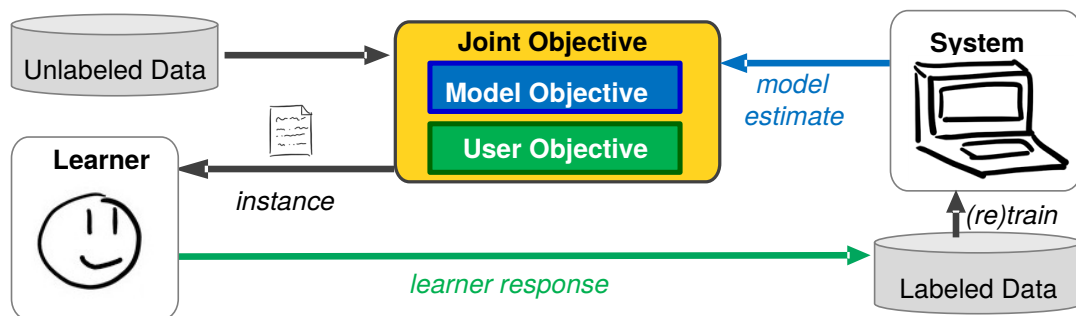 Unlabeled Data
Joint Objective
Model Objective
User Objective
System
model
estimate
Learner
instance
(re)train
learner response
Labeled Data